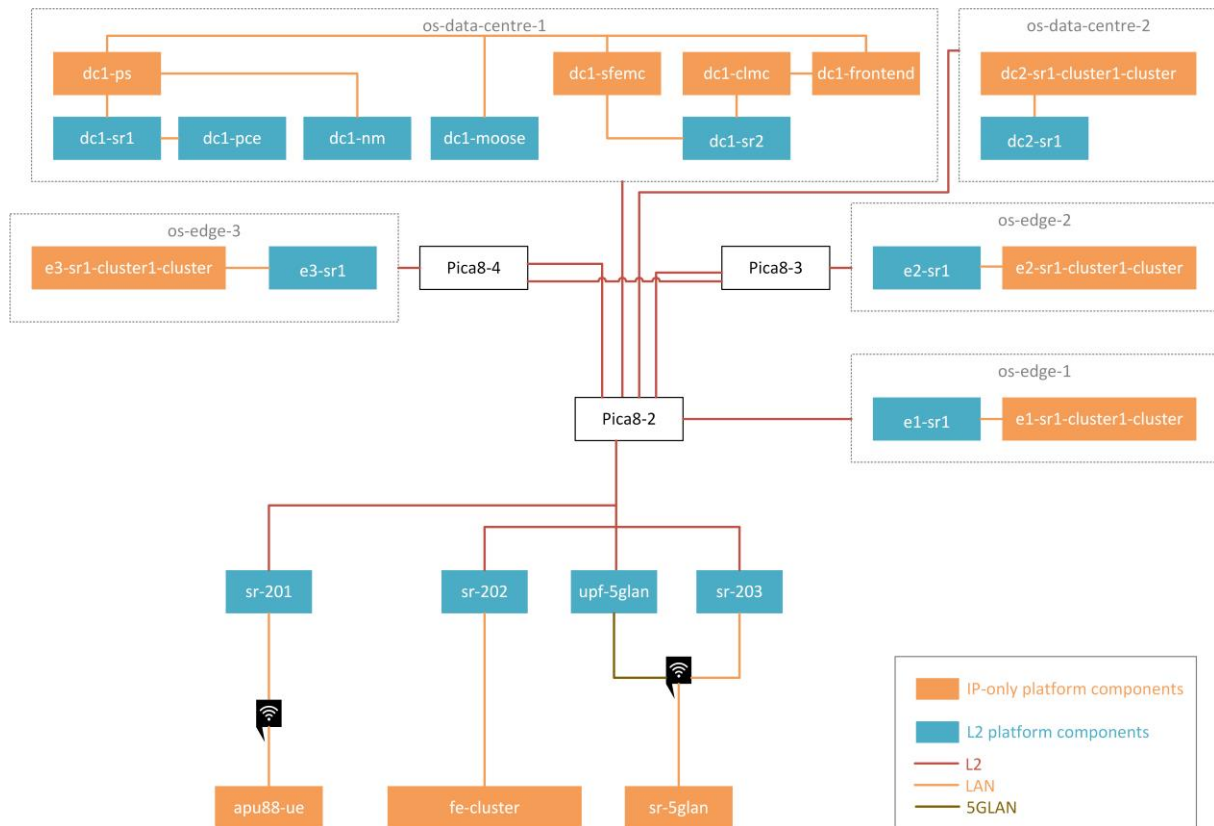 os-data-centre-1
os-data-centre-2
dc1-ps
dc1-sfemc
dc1-clmc
dc1-frontend
dc2-sr1-cluster1-cluster
dc1-sr1
dc1-pce
dc1-nm
dc1-moose
dc1-sr2
dc2-sr1
os-edge-3
os-edge-2
e3-sr1-cluster1-cluster
e3-sr1
Pica8-4
Pica8-3
e2-sr1
e2-sr1-cluster1-cluster
os-edge-1
Pica8-2
e1-sr1
e1-sr1-cluster1-cluster
sr-201
sr-202
upf-5glan
sr-203
IP-only platform components
L2 platform components
L2
LAN
5GLAN
apu88-ue
fe-cluster
sr-5glan